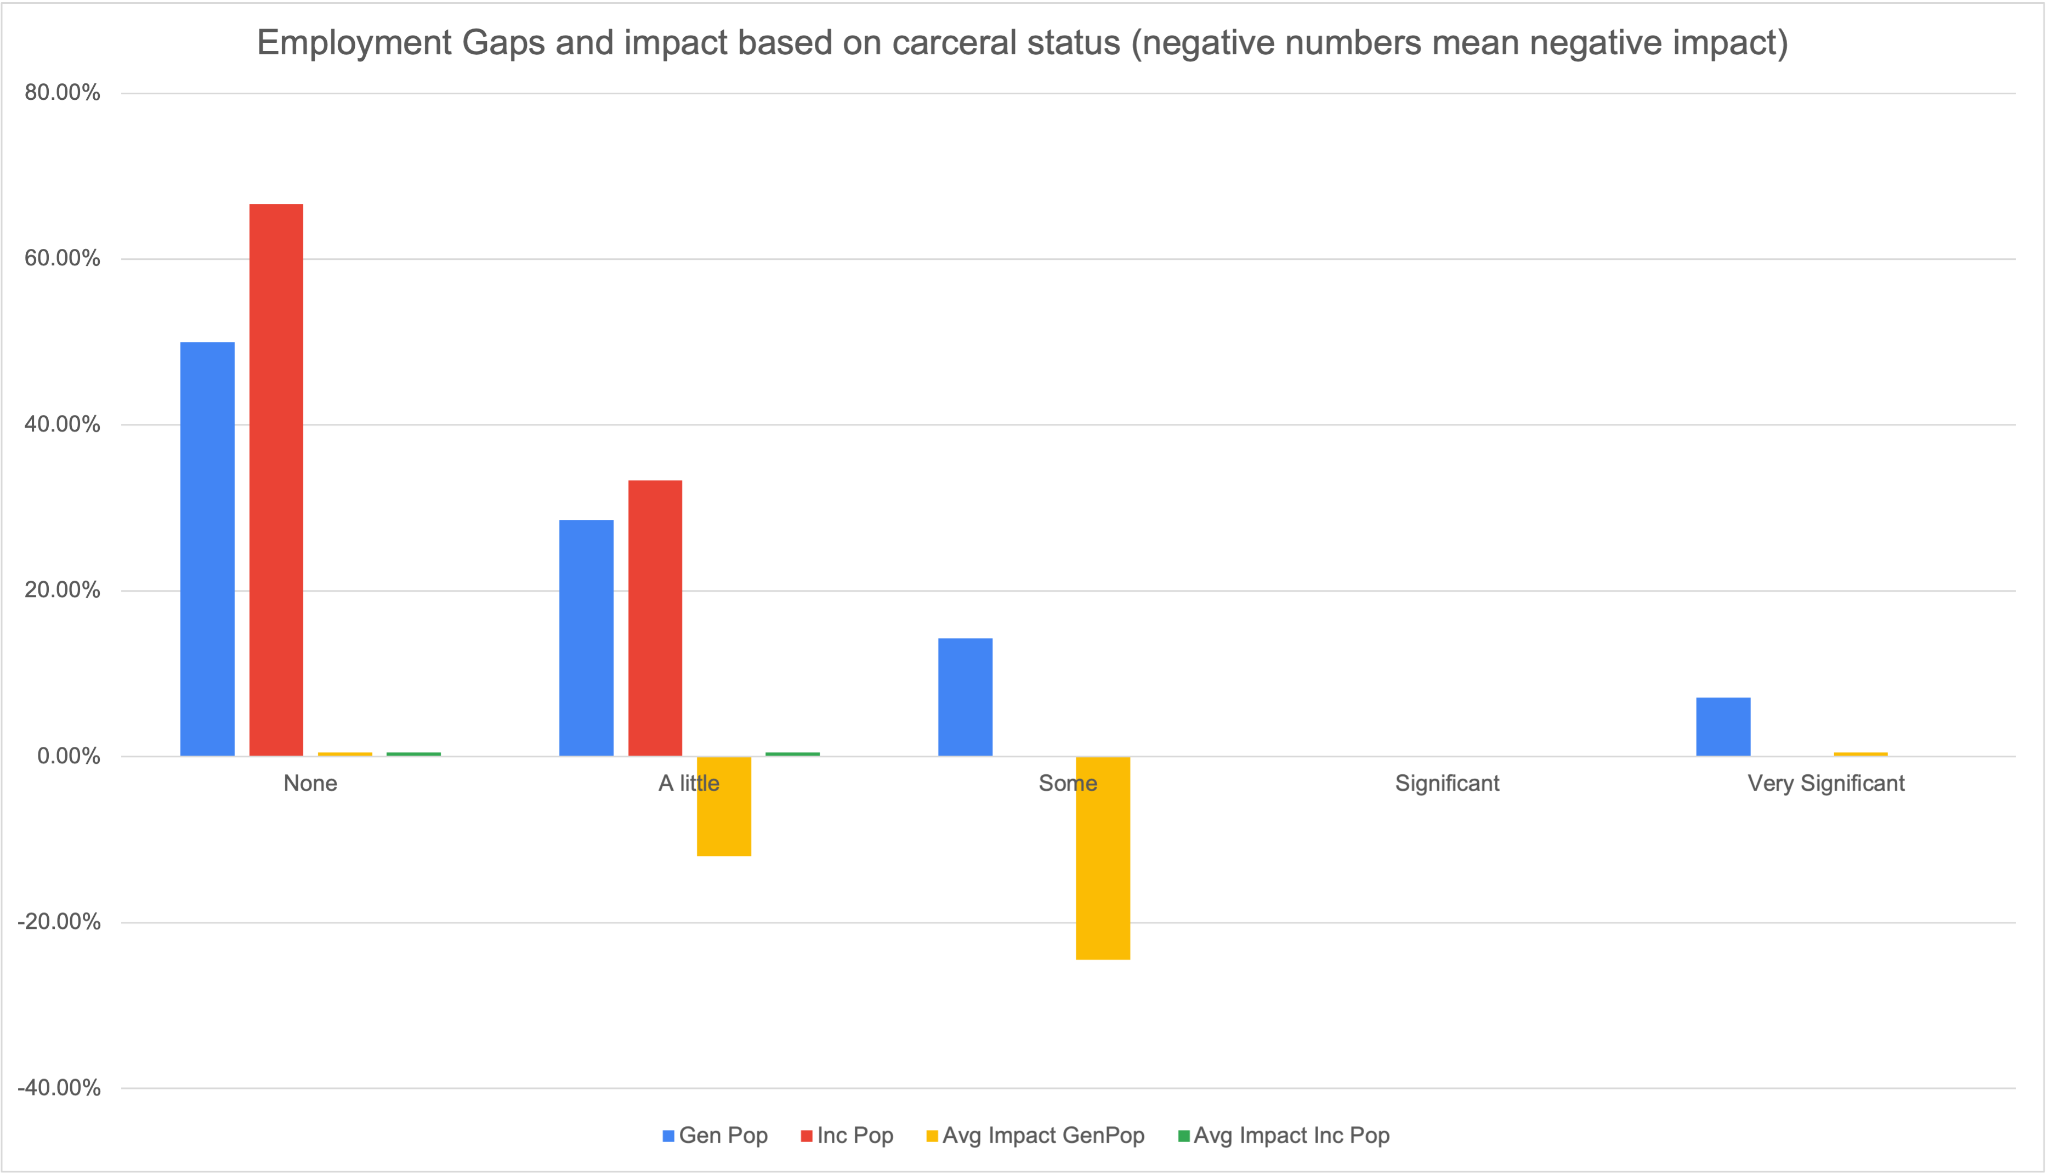 Employment Gaps and impact based on carceral status (negative numbers mean negative impact)
80.00%
60.00%
40.00%
20.00%
0.00%
None A little Some Significant Very Significant
-20.00%
-40.00%
Gen Pop Inc Pop Avg Impact GenPop Avg Impact Inc Pop